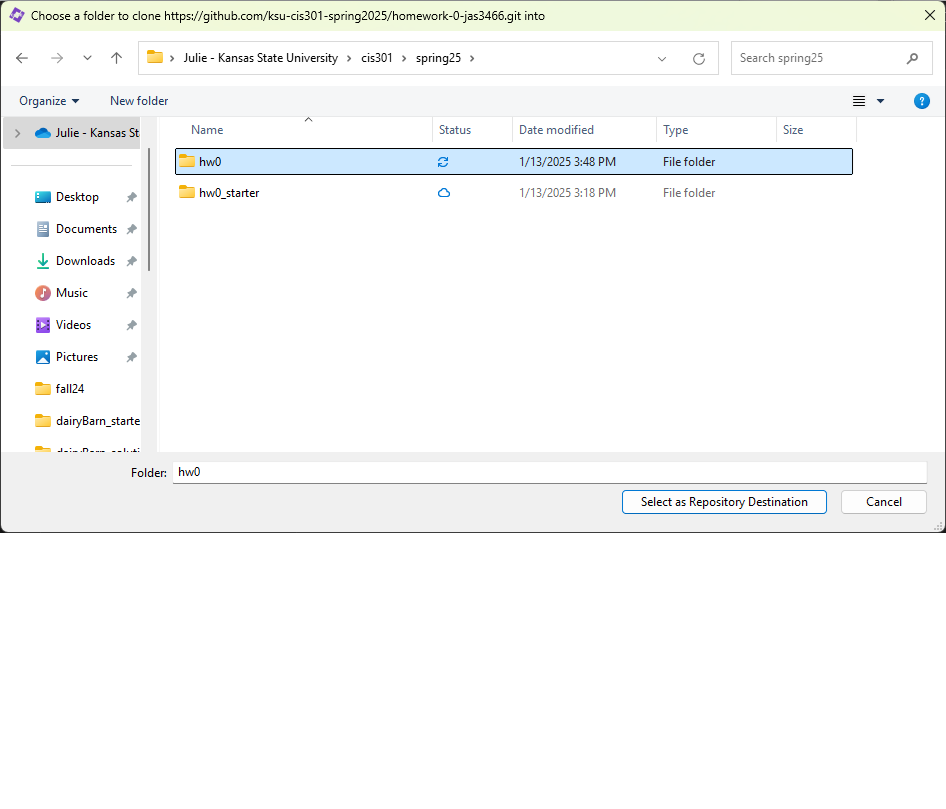 Choose a folder to clone https://github.com/ksu-cis301-spring2025/homework-0-jas3466.git into
Julie - Kansas State University > cis301 > spring25 >
Search spring25
Organize
New folder
?
Julie - Kansas St
Name Status Date modified Type Size
hw0 1/13/2025 3:48 PM File folder
hw0_starter 1/13/2025 3:18 PM File folder
Desktop
Documents
Downloads
Music
Videos
Pictures
fall24
dairyBarn_starte
dairyBarn_soluti
Folder: hw0
Select as Repository Destination
Cancel